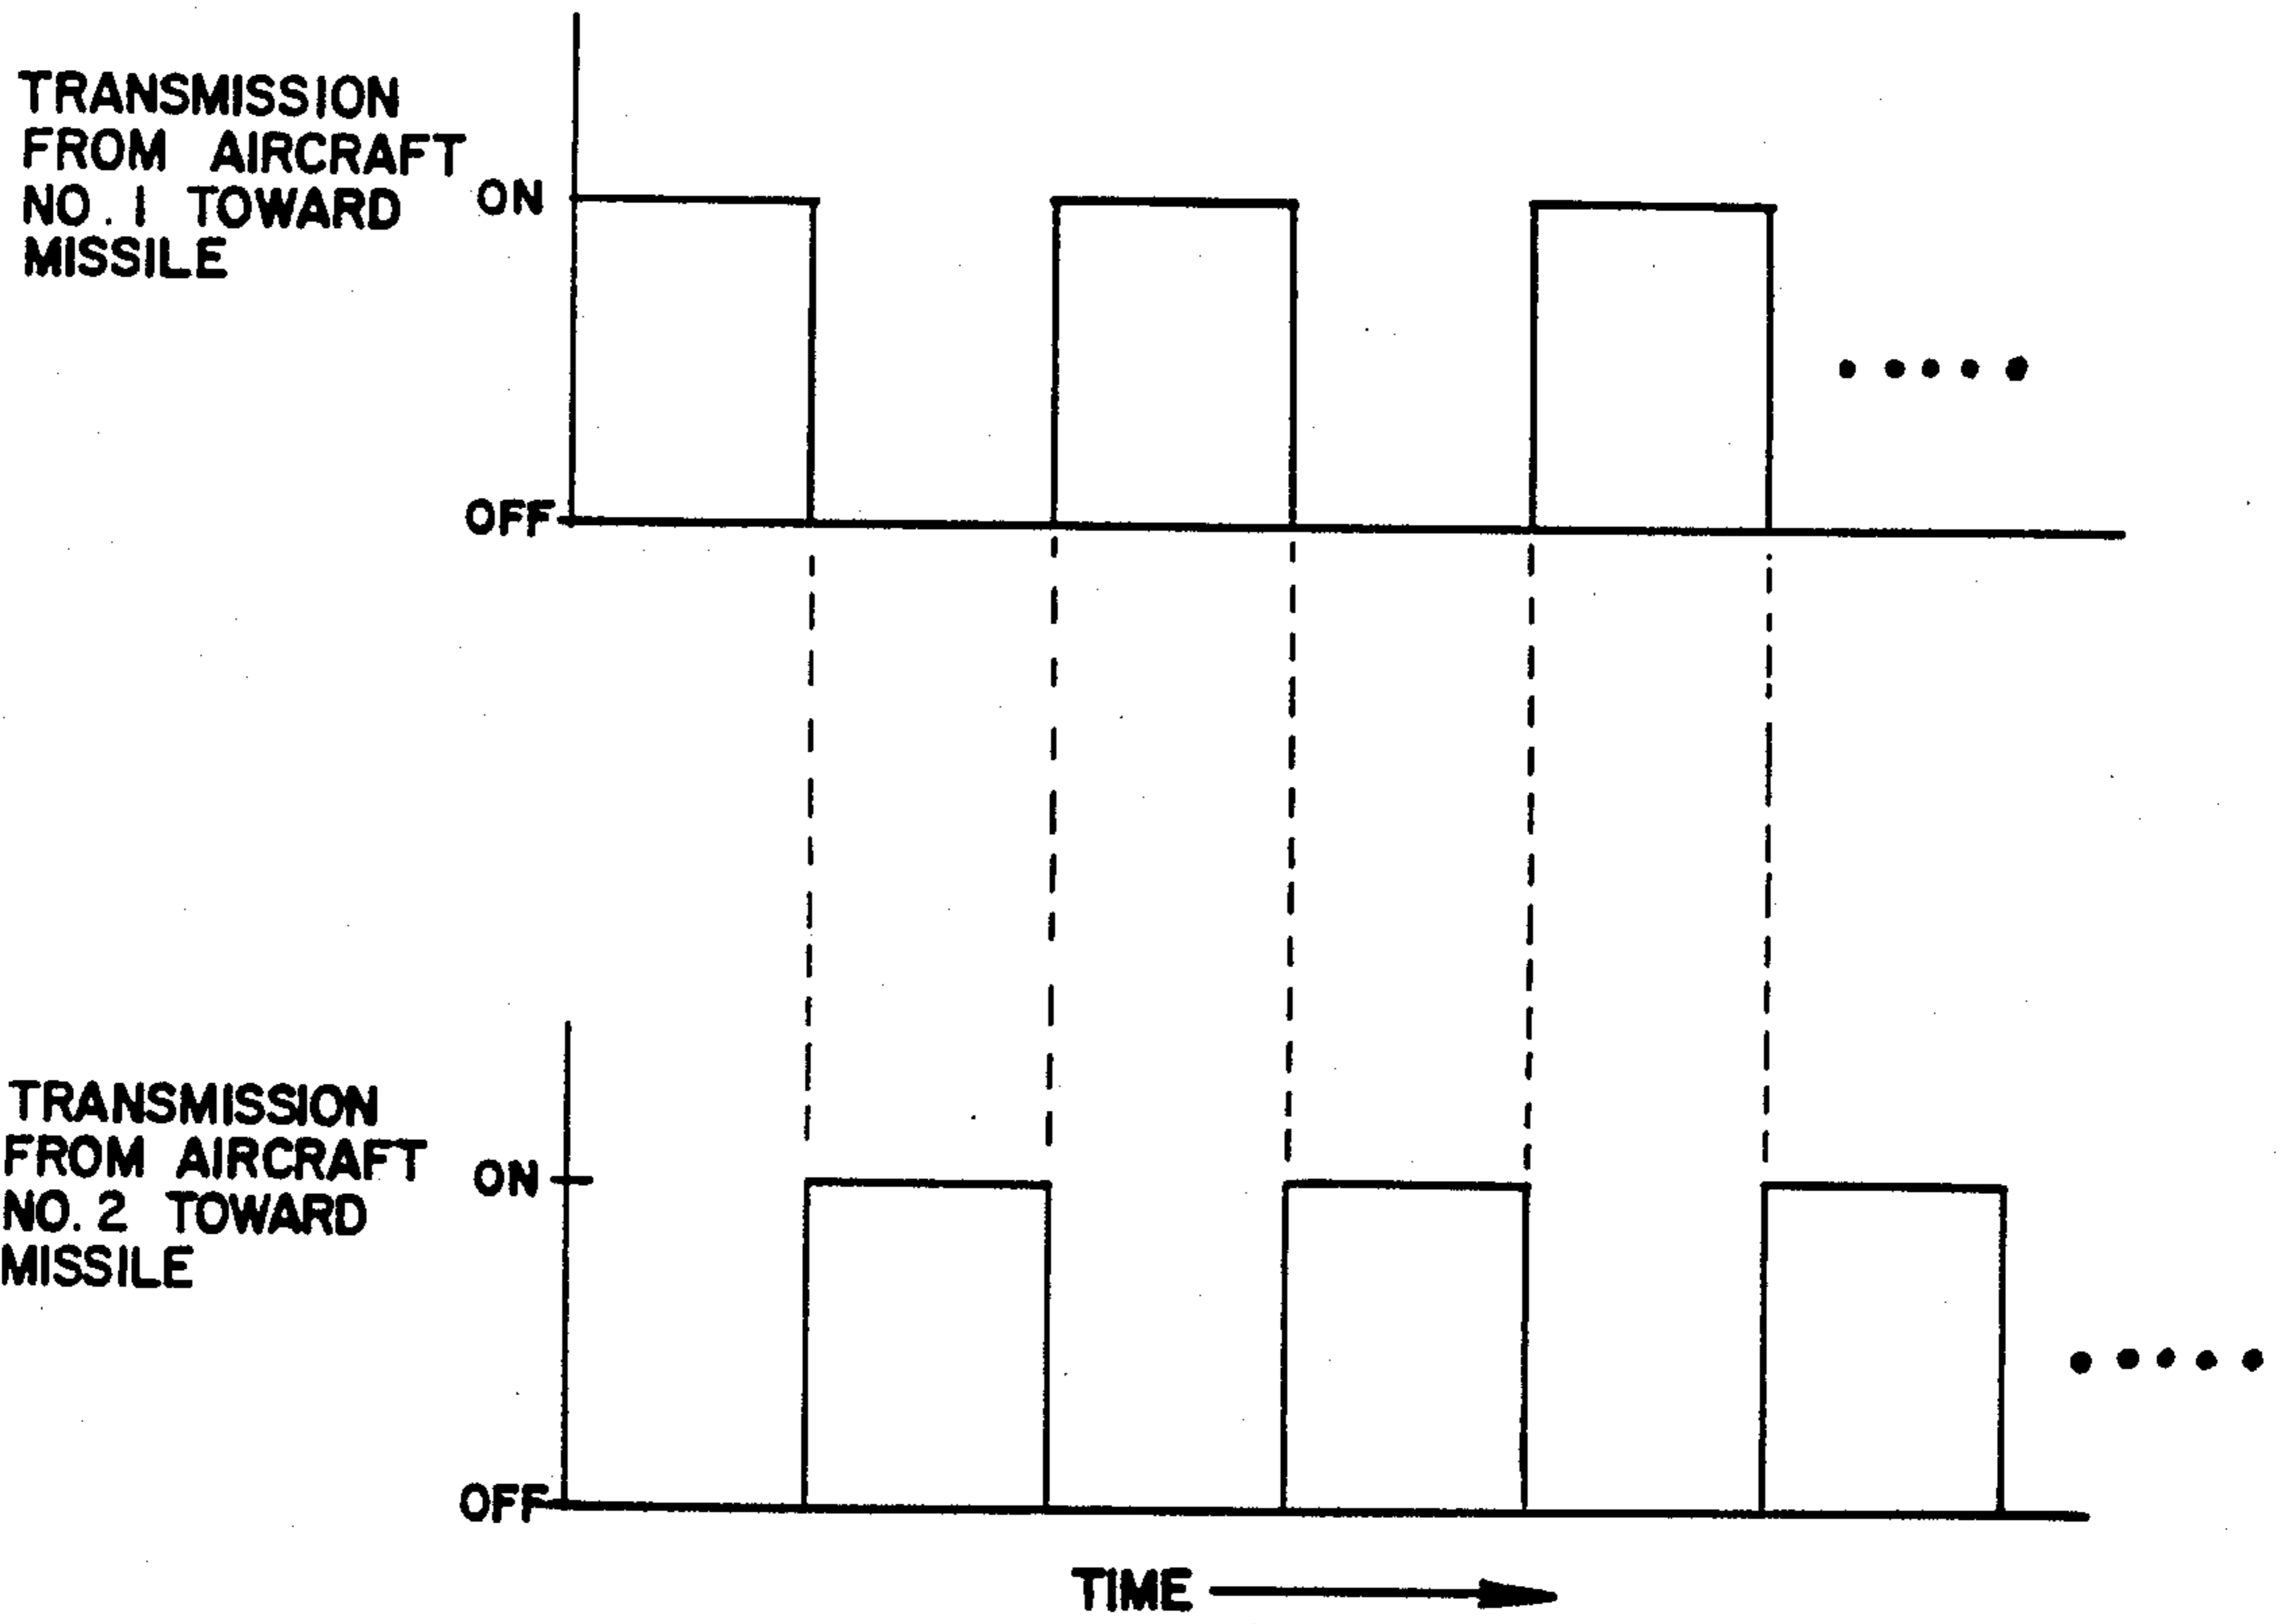 TRANSMISSION
FROM AIRCRAFT
NO. 1 TOWARD
MISSILE
ON
OFF
TRANSMISSION
FROM AIRCRAFT
NO. 2 TOWARD
MISSILE
ON
OFF
TIME